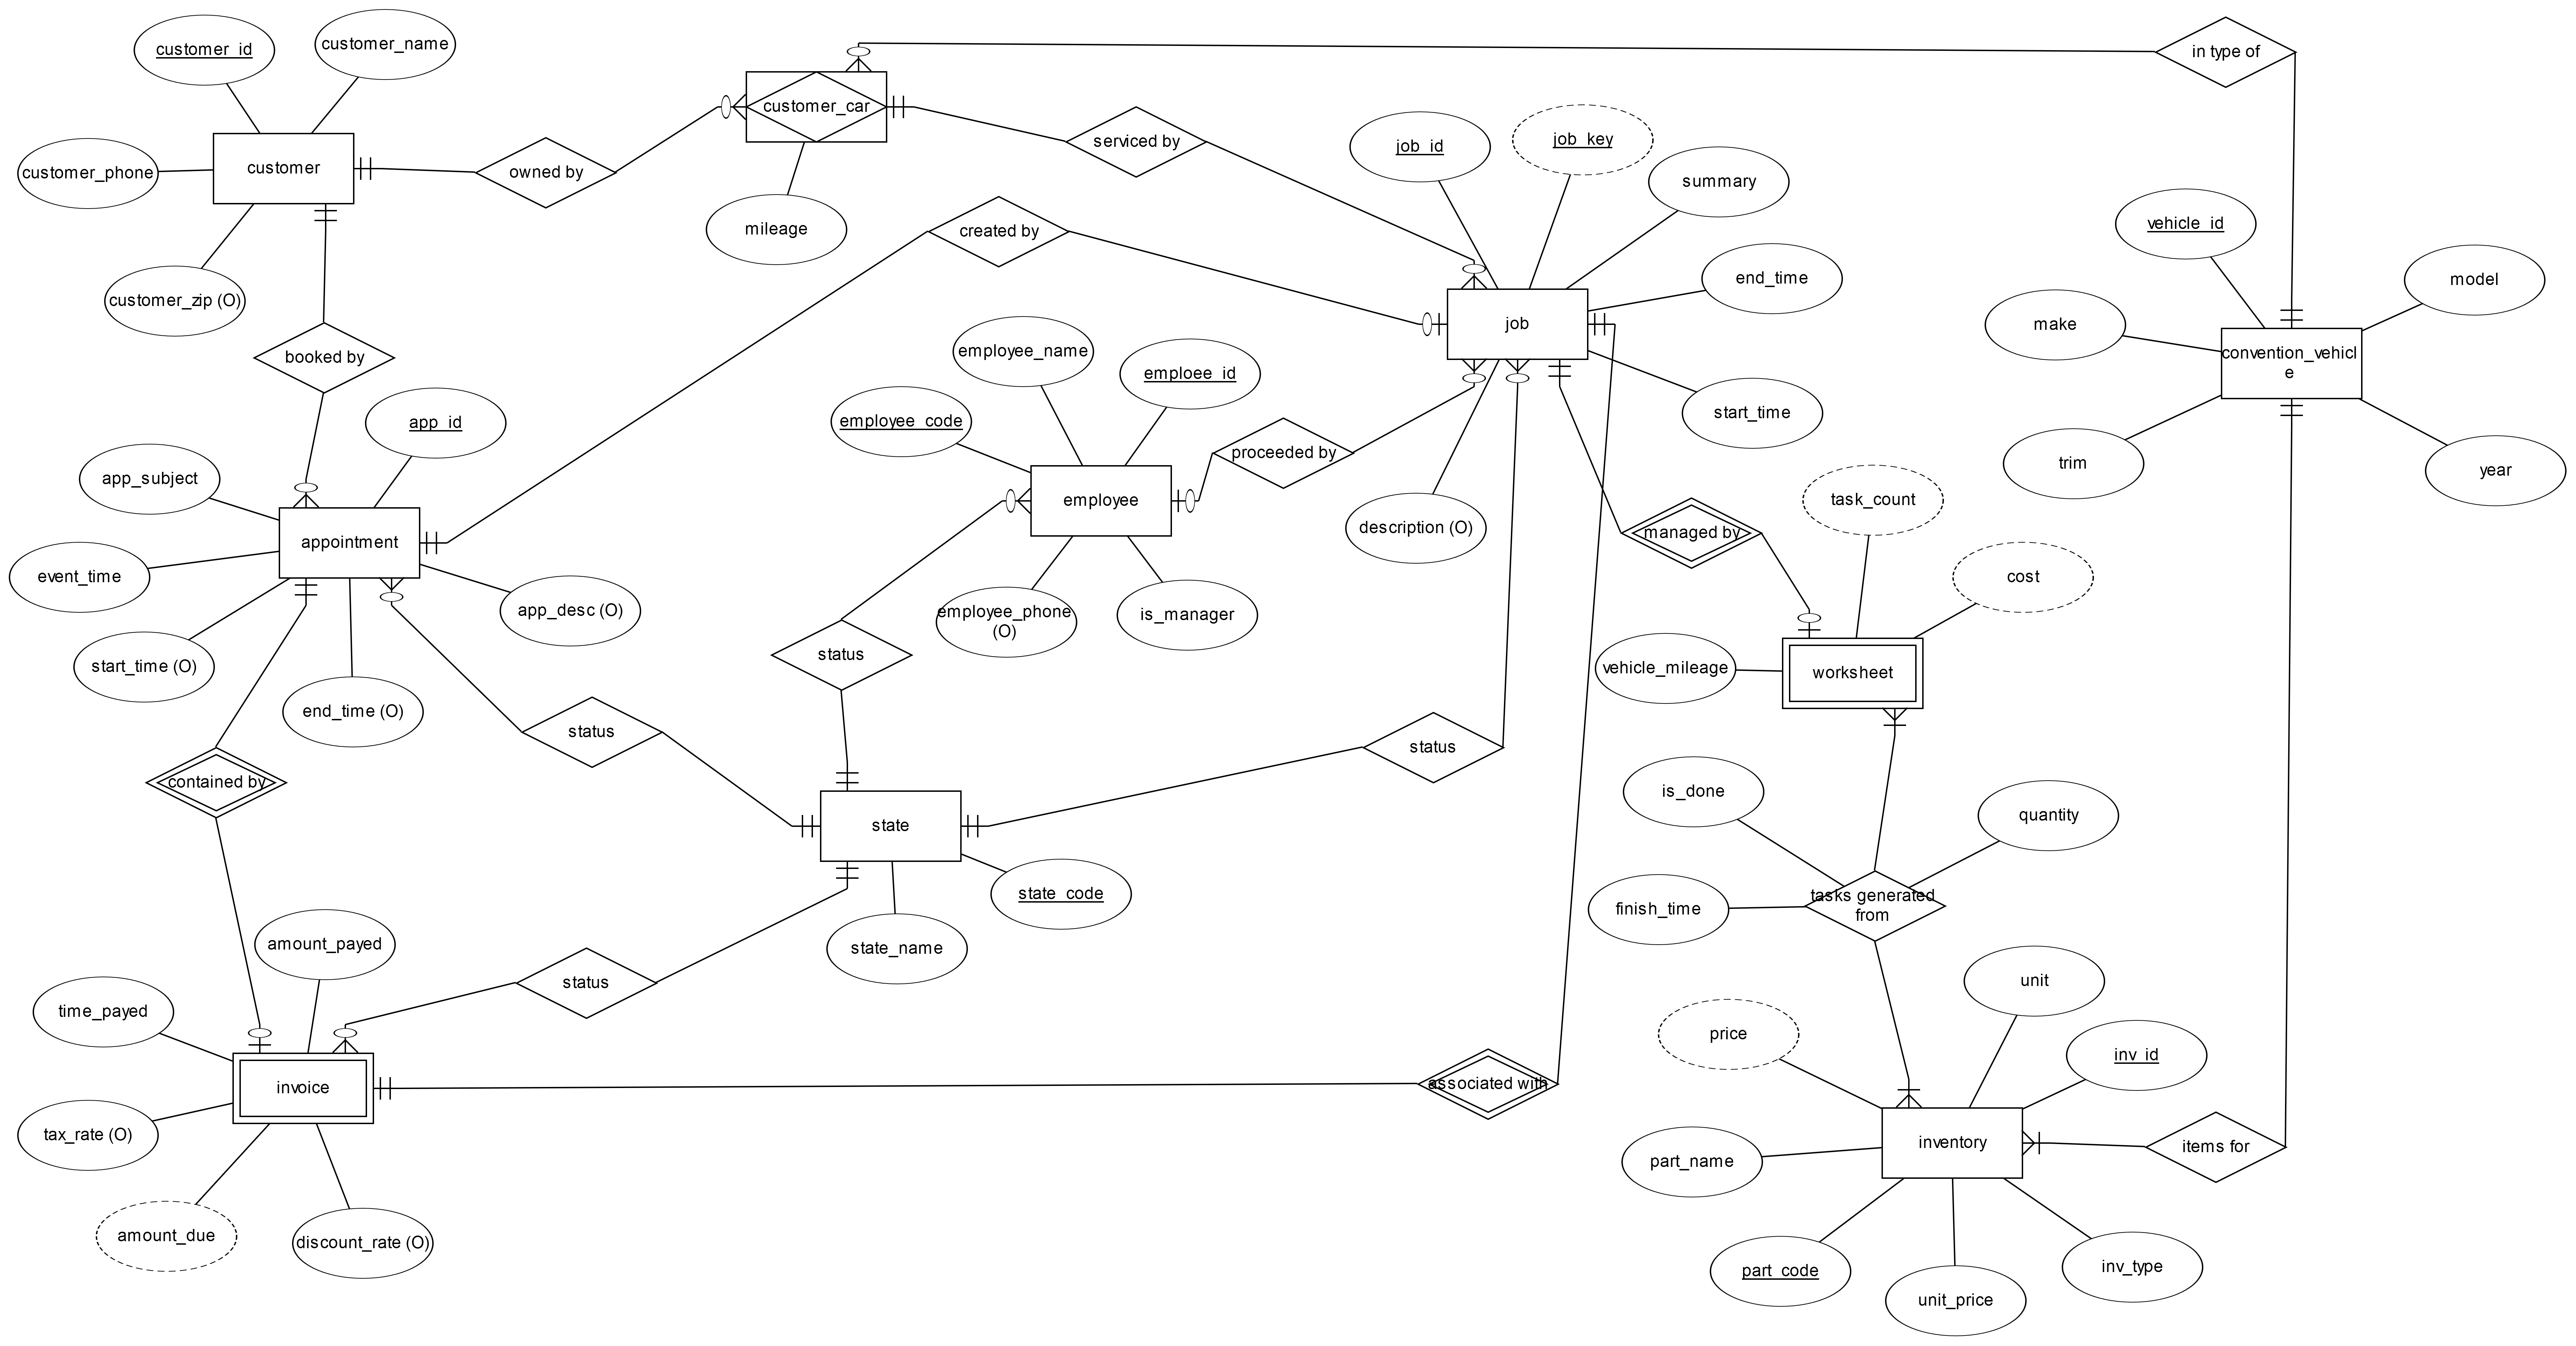 customer_id
customer_name
customer_phone
customer
customer_zip (O)
owned by
customer_car
mileage
in type of
serviced by
created by
job_id
job_key
summary
end_time
job
start_time
description (O)
vehicle_id
model
make
convention_vehicl
e
trim
year
booked by
app_id
app_subject
appointment
event_time
start_time (O)
end_time (O)
app_desc (O)
employee_name
emploee_id
employee_code
employee
proceeded by
employee_phone
(O)
is_manager
managed by
task_count
cost
vehicle_mileage
worksheet
contained by
status
status
status
state
state_code
state_name
status
is_done
quantity
tasks generated
from
finish_time
amount_payed
time_payed
invoice
tax_rate (O)
amount_due
discount_rate (O)
associated with
price
unit
inv_id
inventory
items for
part_name
part_code
unit_price
inv_type